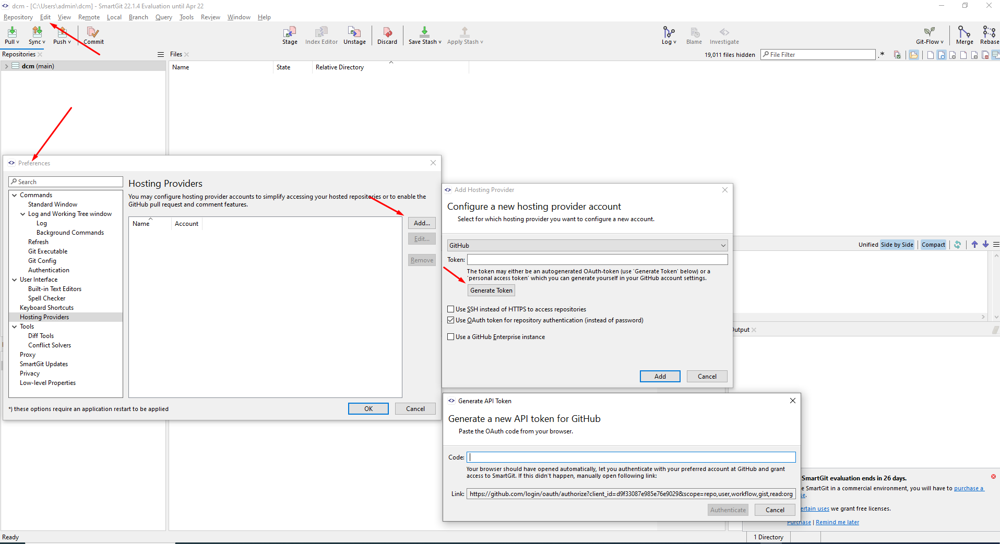 dcm - [C:\Users\admin\dcm] - SmartGit 22.1.4 Evaluation until Apr 22
Repository Edit View Remote Local Branch Query Tools Review Window Help
Pull Sync Push Commit Stage Index Editor Unstage Discard Save Stash Apply Stash Log Blame Investigate Git-Flow Merge Rebase
Repositories
Files
19,011 files hidden
File Filter
.*
dcm (main)
Name State Relative Directory
Preferences
Search
Commands
Standard Window
Log and Working Tree window
Log
Background Commands
Refresh
Git Executable
Git Config
Authentication
User Interface
Built-in Text Editors
Spell Checker
Keyboard Shortcuts
Hosting Providers
Tools
Diff Tools
Conflict Solvers
Proxy
SmartGit Updates
Privacy
Low-level Properties
Hosting Providers
You may configure hosting provider accounts to simplify accessing your hosted repositories or to enable the
GitHub pull request and comment features.
Name Account
Add...
Edit...
Remove
*) these options require an application restart to be applied
OK Cancel
Add Hosting Provider
Configure a new hosting provider account
Select for which hosting provider you want to configure a new account.
GitHub
Token:
The token may either be an autogenerated OAuth-token (use 'Generate Token' below) or a
'personal access token' which you can generate yourself in your GitHub account settings.
Generate Token
Use SSH instead of HTTPS to access repositories
Use OAuth token for repository authentication (instead of password)
Use a GitHub Enterprise instance
Add Cancel
Unified Side by Side Compact
Output
Generate API Token
Generate a new API token for GitHub
Paste the OAuth code from your browser.
Code:
Your browser should have opened automatically, let you authenticate with your preferred account at GitHub and grant
access to SmartGit. If this didn't happen, manually open following link:
Link: https://github.com/login/oauth/authorize?client_id=d9f33087e985e76e9029&scope=repo,user,workflow,gist,read:org
Authenticate Cancel
SmartGit evaluation ends in 26 days.
e SmartGit in a commercial environment, you will have to purchase a
se.
ertain uses we grant free licenses.
Purchase | Remind me later
Ready
1 Directory